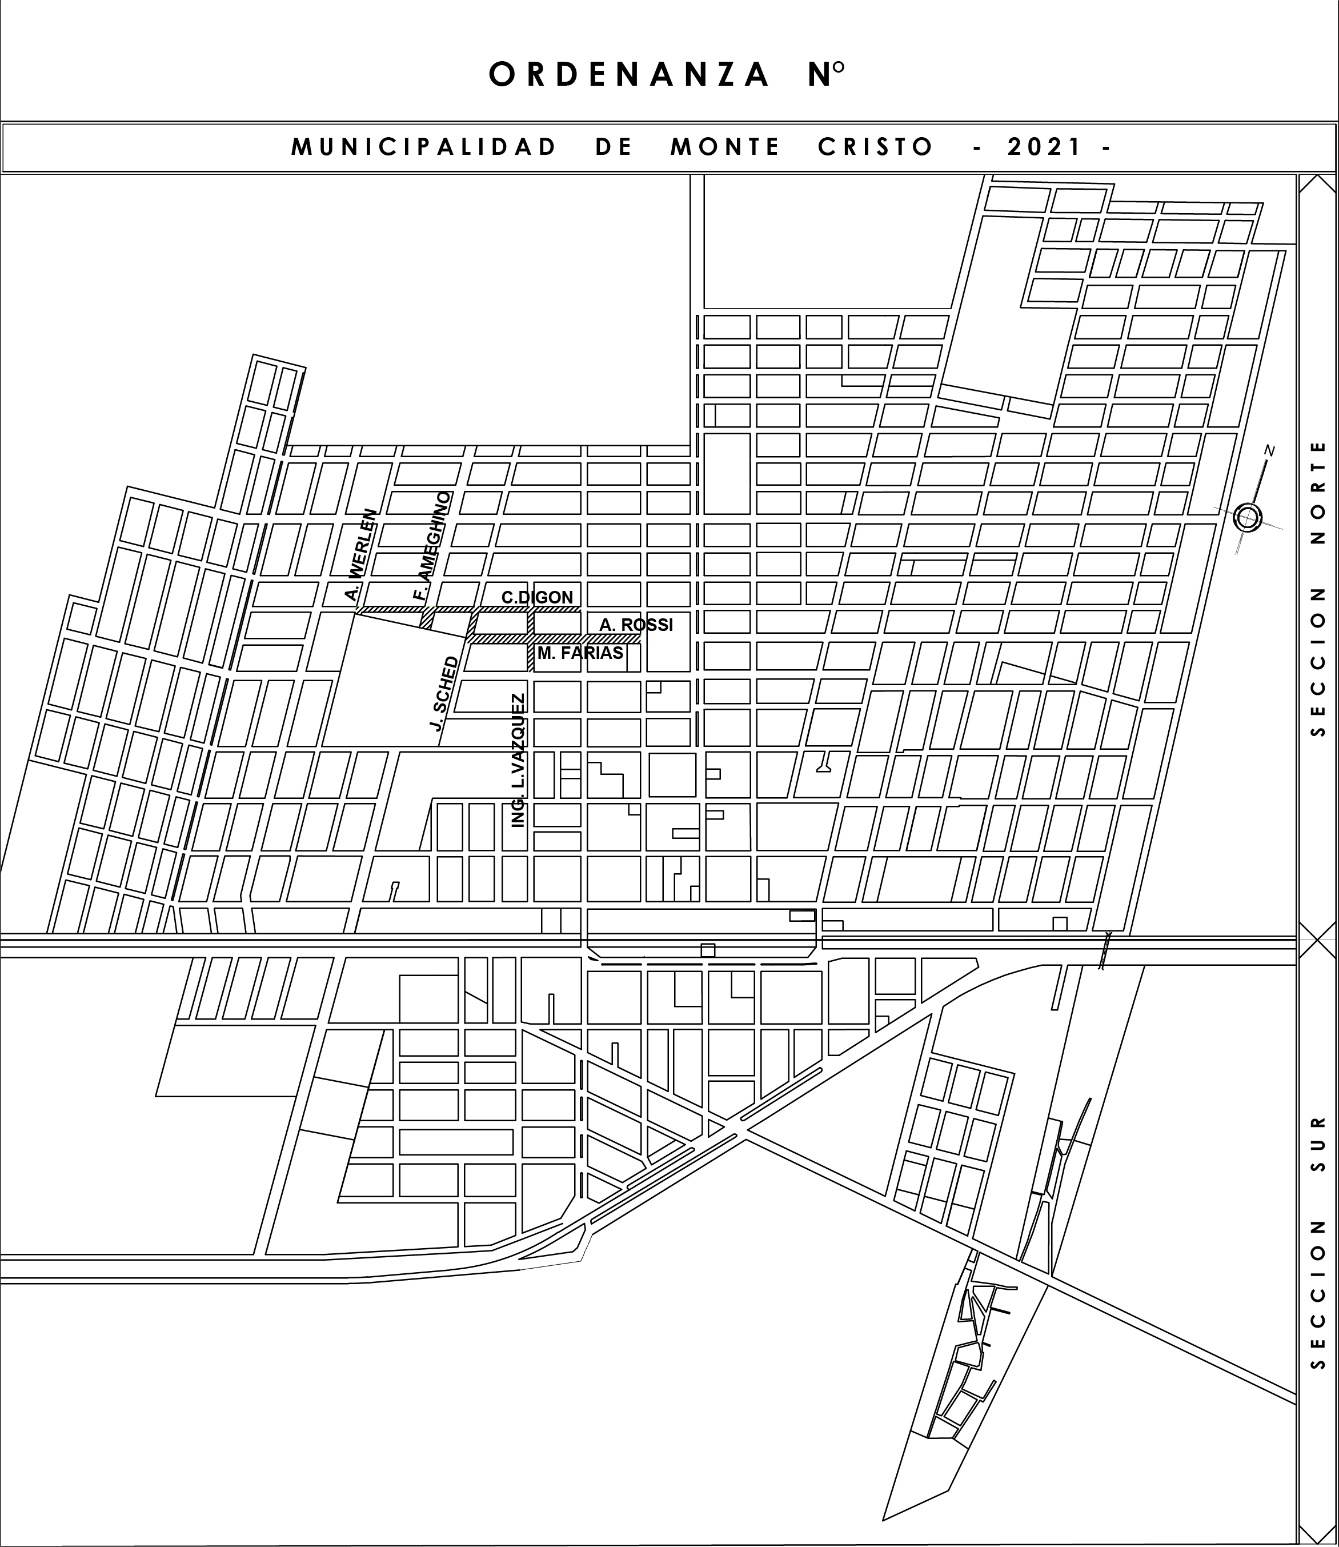 ORDENANZA N°
MUNICIPALIDAD DE MONTE CRISTO - 2021 -
SECCION NORTE
N
A. WERLEN
F. AMEGHINO
C.DIGON
A. ROSSI
M. FARIAS
J. SCHED
ING. L.VAZQUEZ
SECCION SUR